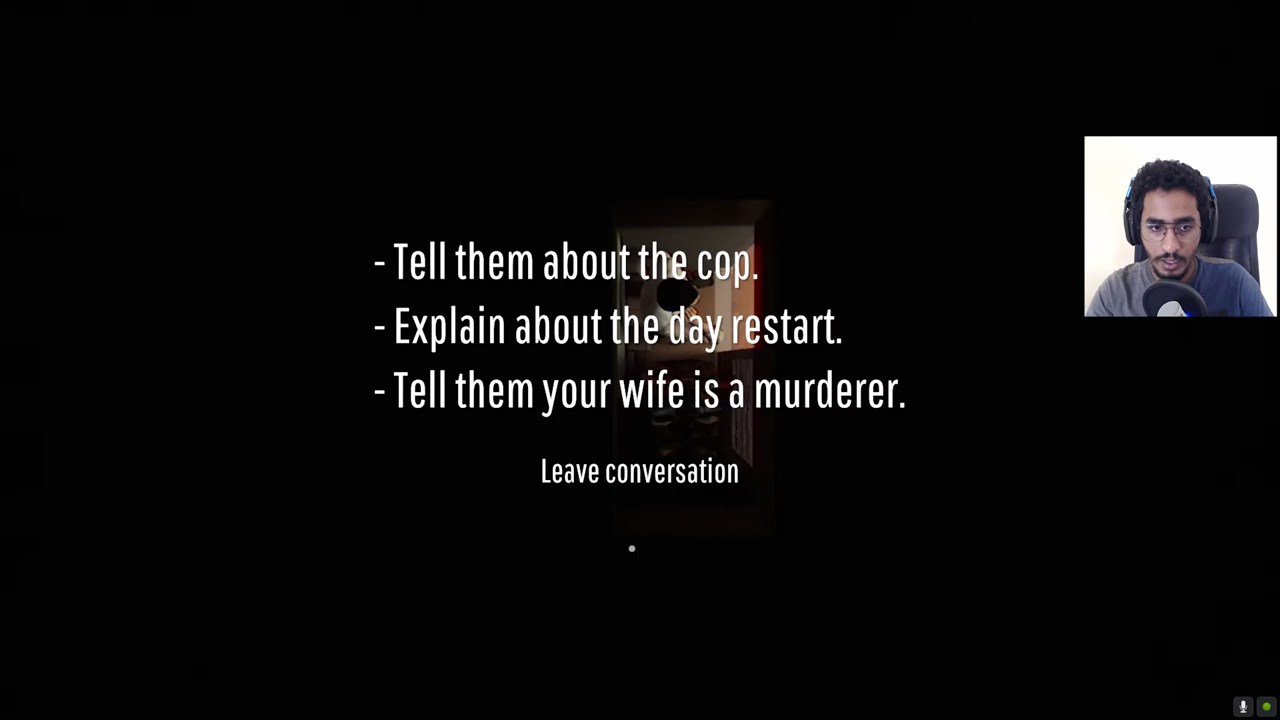 - Tell them about the cop.
- Explain about the day restart.
- Tell them your wife is a murderer.
Leave conversation